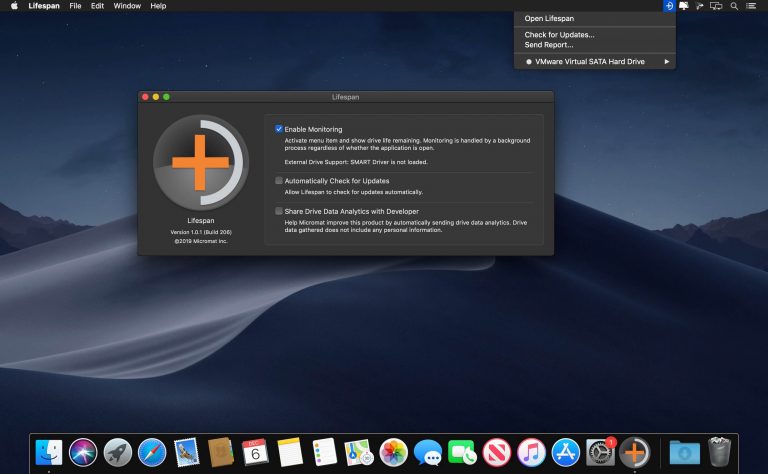 Lifespan File Edit Window Help
Open Lifespan
Check for Updates...
Send Report...
VMware Virtual SATA Hard Drive
Lifespan
Enable Monitoring
Activate menu item and show drive life remaining. Monitoring is handled by a background
process regardless of whether the application is open.
External Drive Support: SMART Driver is not loaded.
Automatically Check for Updates
Allow Lifespan to check for updates automatically.
Share Drive Data Analytics with Developer
Help Micromat improve this product by automatically sending drive data analytics. Drive
data gathered does not include any personal information.
Lifespan
Version 1.0.1 (Build 206)
©2019 Micromat Inc.
DEC
6
1